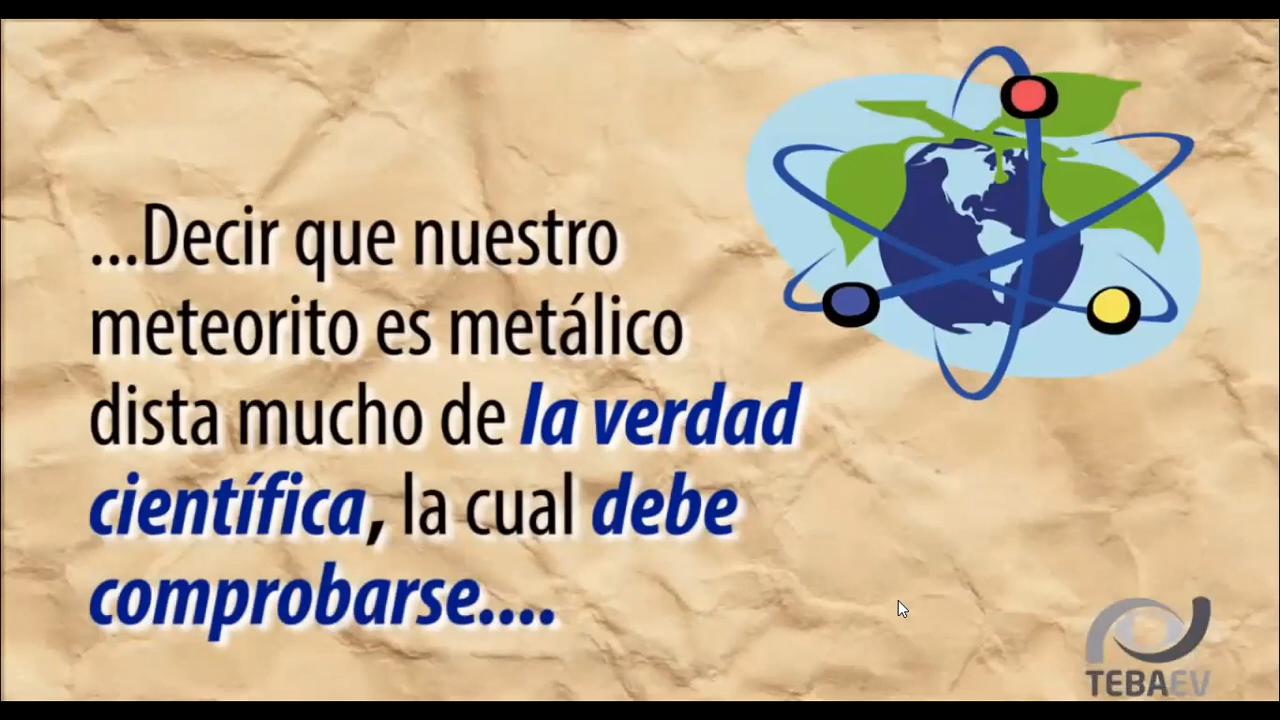 ...Decir que nuestro
meteorito es metálico
dista mucho de la verdad
científica, la cual debe
comprobarse....
TEBAEV